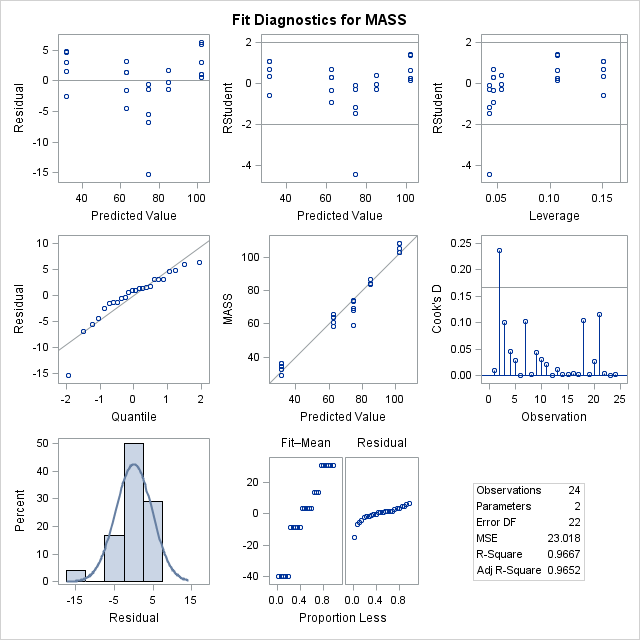 Fit Diagnostics for MASS
5
0
-5
-10
-15
Residual
40 60 80 100
Predicted Value
2
0
-2
-4
RStudent
40 60 80 100
Predicted Value
2
0
-2
-4
RStudent
0.05 0.10 0.15
Leverage
10
5
0
-5
-10
-15
Residual
-2 -1 0 1 2
Quantile
100
80
60
40
MASS
40 60 80 100
Predicted Value
0.25
0.20
0.15
0.10
0.05
0.00
Cook's D
0 5 10 15 20 25
Observation
50
40
30
20
10
0
Percent
-15 -5 5 15
Residual
Fit–Mean Residual
20
0
-20
-40
0.0 0.4 0.8 0.0 0.4 0.8
Proportion Less
Observations 24
Parameters 2
Error DF 22
MSE 23.018
R-Square 0.9667
Adj R-Square 0.9652